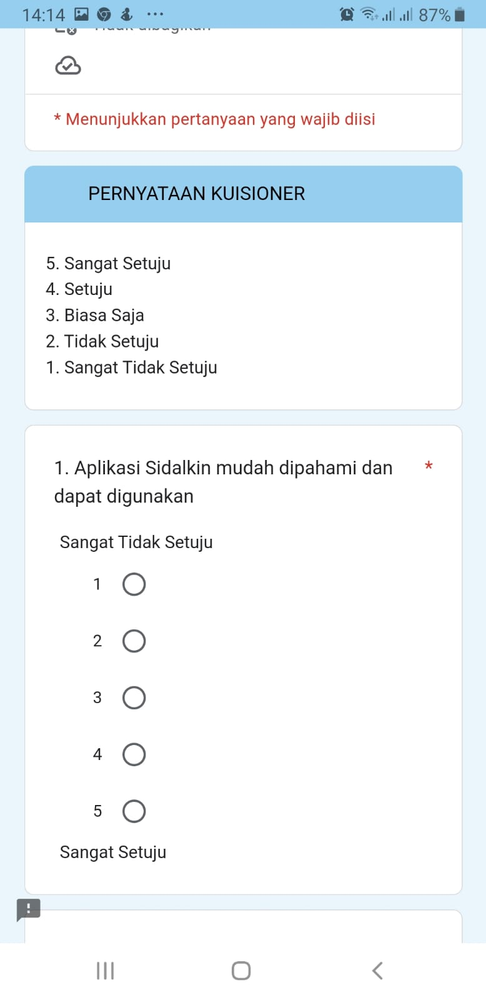 14:14
87%
* Menunjukkan pertanyaan yang wajib diisi
PERNYATAAN KUISIONER
5. Sangat Setuju
4. Setuju
3. Biasa Saja
2. Tidak Setuju
1. Sangat Tidak Setuju
1. Aplikasi Sidalkin mudah dipahami dan *
dapat digunakan
Sangat Tidak Setuju
1
2
3
4
5
Sangat Setuju